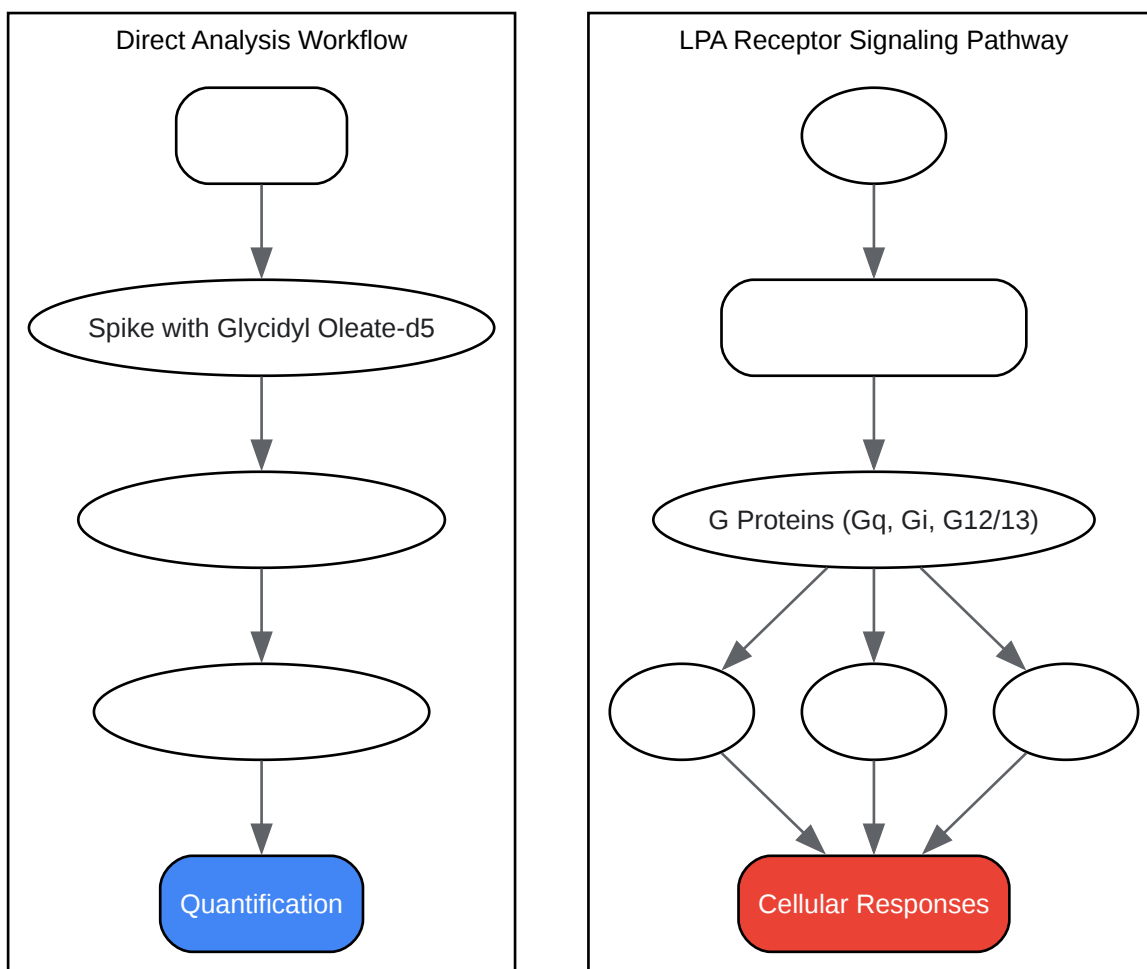 Direct Analysis Workflow
Spike with Glycidyl Oleate-d5
Quantification
LPA Receptor Signaling Pathway
G Proteins (Gq, Gi, G12/13)
Cellular Responses